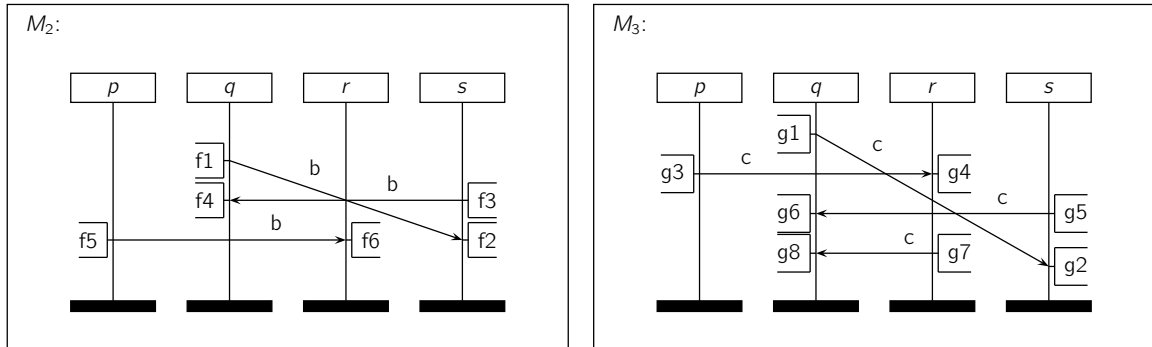 M2: M3:
p q r s p q r s
f1 b b f3 g1 c
f4 g3 c g4
f5 b f6 f2 g6 c g5
g8 c g7 g2